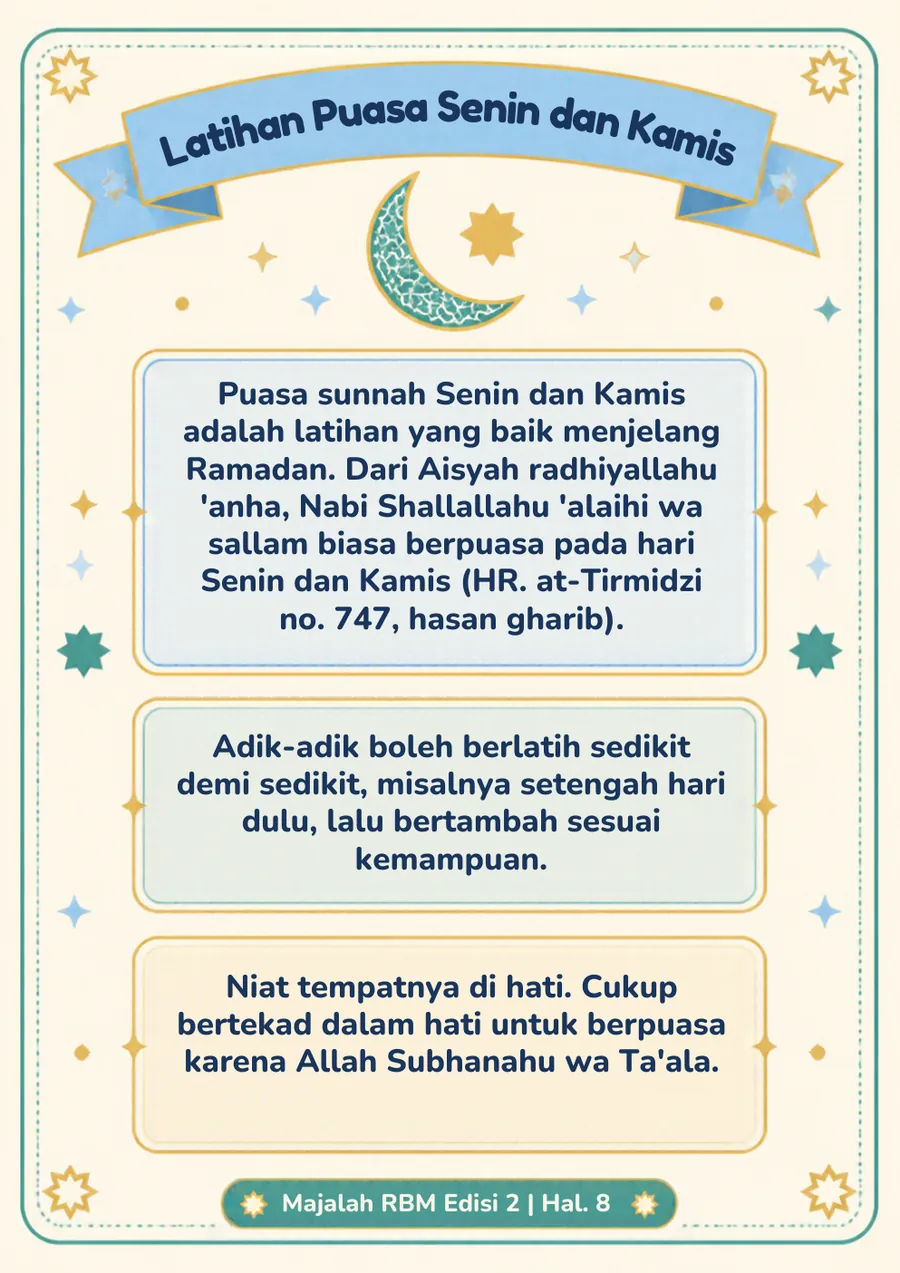 Latihan Puasa Senin dan Kamis
Puasa sunnah Senin dan Kamis
adalah latihan yang baik menjelang
Ramadan. Dari Aisyah radhiyallahu
'anha, Nabi Shallallahu 'alaihi wa
sallam biasa berpuasa pada hari
Senin dan Kamis (HR. at-Tirmidzi
no. 747, hasan gharib).
Adik-adik boleh berlatih sedikit
demi sedikit, misalnya setengah hari
dulu, lalu bertambah sesuai
kemampuan.
Niat tempatnya di hati. Cukup
bertekad dalam hati untuk berpuasa
karena Allah Subhanahu wa Ta'ala.
Majalah RBM Edisi 2 | Hal. 8